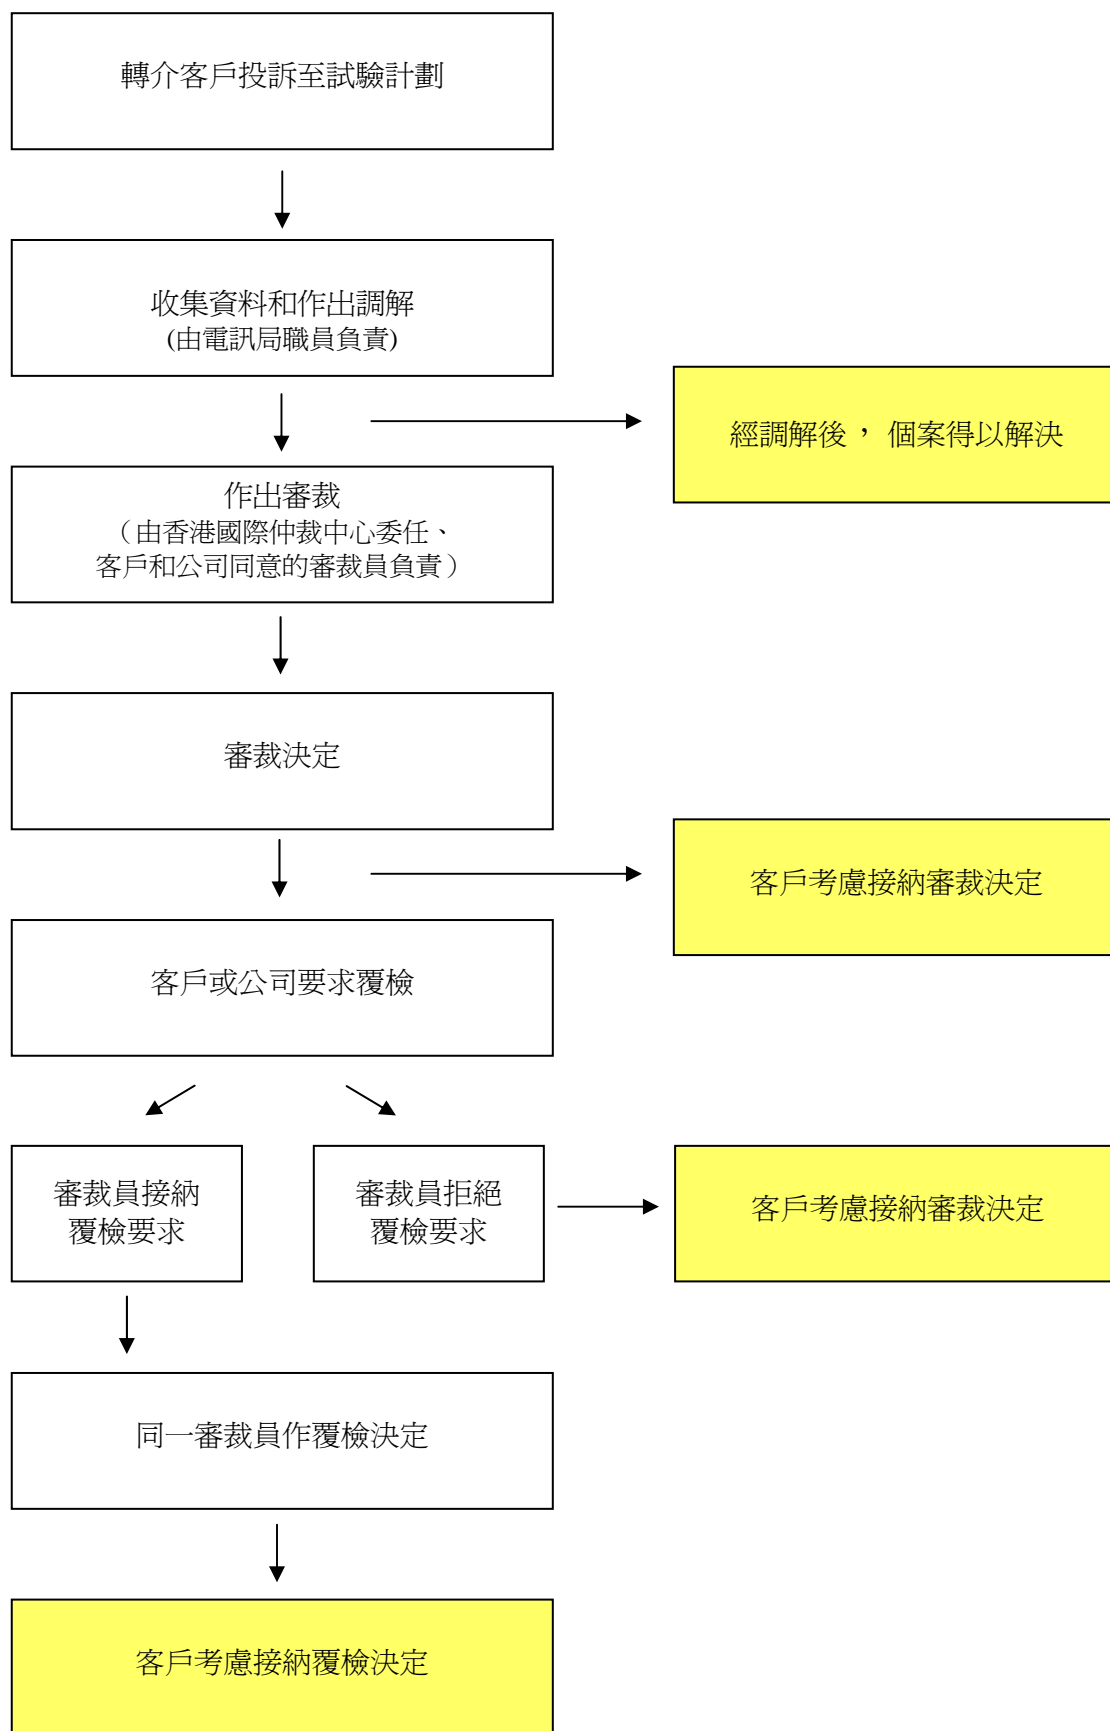 轉介客戶投訴至試驗計劃
收集資料和作出調解
(由電訊局職員負責)
經調解後， 個案得以解決
作出審裁
（由香港國際仲裁中心委任、
客戶和公司同意的審裁員負責）
審裁決定
客戶考慮接納審裁決定
客戶或公司要求覆檢
審裁員接納
覆檢要求
審裁員拒絕
覆檢要求
客戶考慮接納審裁決定
同一審裁員作覆檢決定
客戶考慮接納覆檢決定